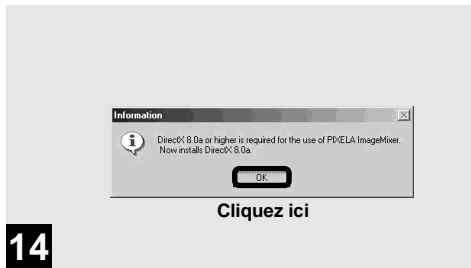 Information
DirectX 8.0a or higher is required for the use of PIXELA ImageMixer.
Now installs DirectX 8.0a.
OK
Cliquez ici
14